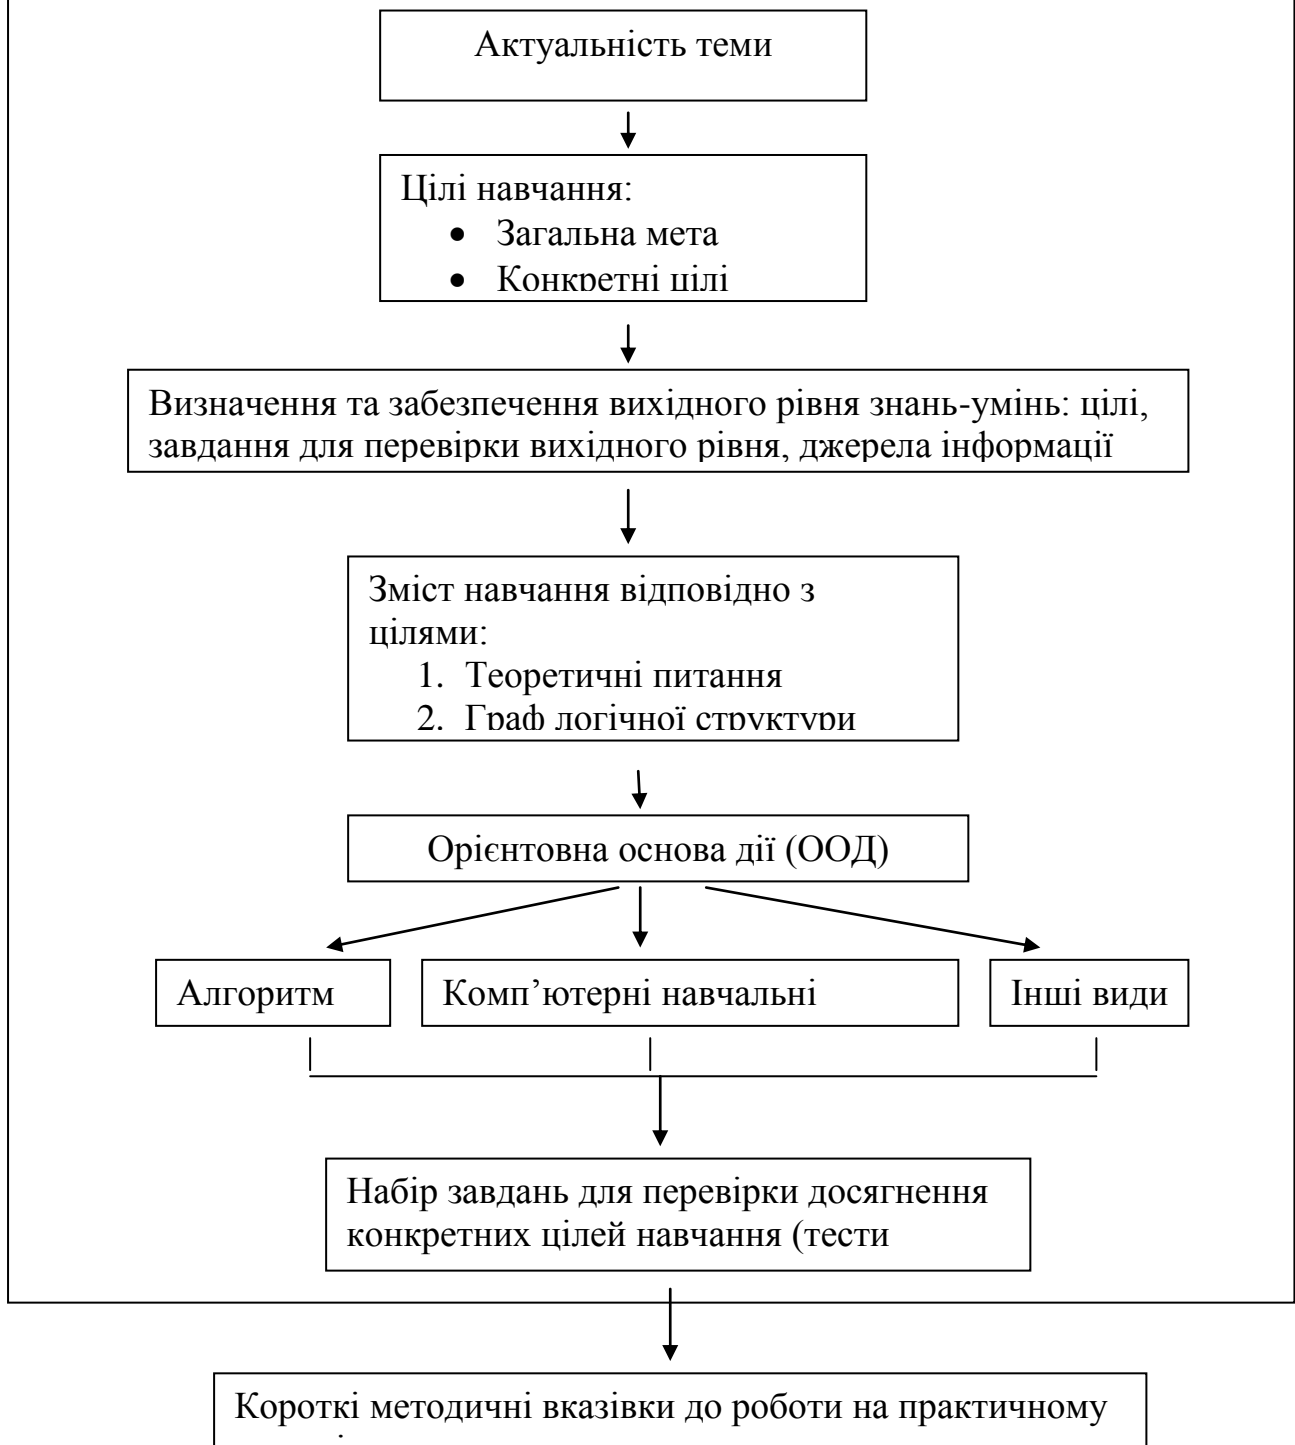 Актуальність теми
Цілі навчання:
• Загальна мета
• Конкретні цілі
Визначення та забезпечення вихідного рівня знань-умінь: цілі,
завдання для перевірки вихідного рівня, джерела інформації
Зміст навчання відповідно з
цілями:
1. Теоретичні питання
2. Граф логічної структури
Орієнтовна основа дії (ООД)
Алгоритм
Комп’ютерні навчальні
Інші види
Набір завдань для перевірки досягнення
конкретних цілей навчання (тести
Короткі методичні вказівки до роботи на практичному